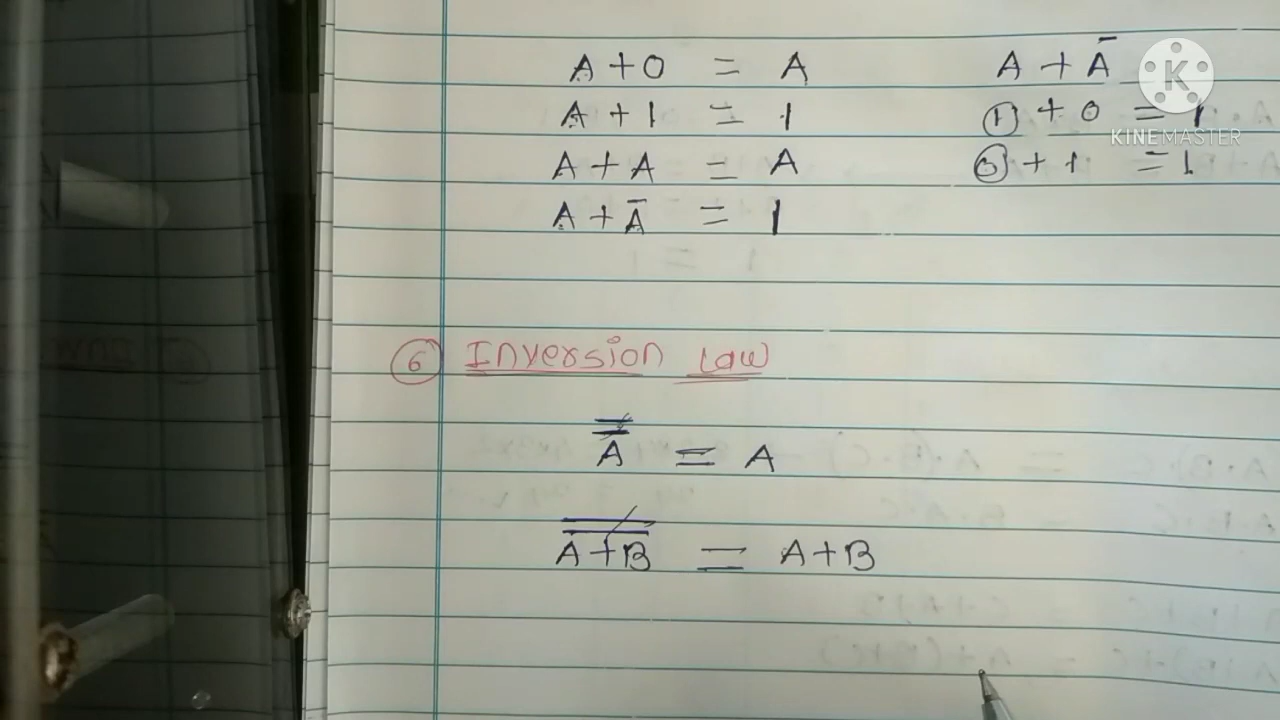 A + 0 = A
A + 1 = 1
A + A = A
A + Ā = 1
A + Ā
1 + 0 = 1
0 + 1 = 1
KINEMASTER
6 Inversion Law
A̿ = A
A̿ ̿+̿ ̿B̿ = A + B